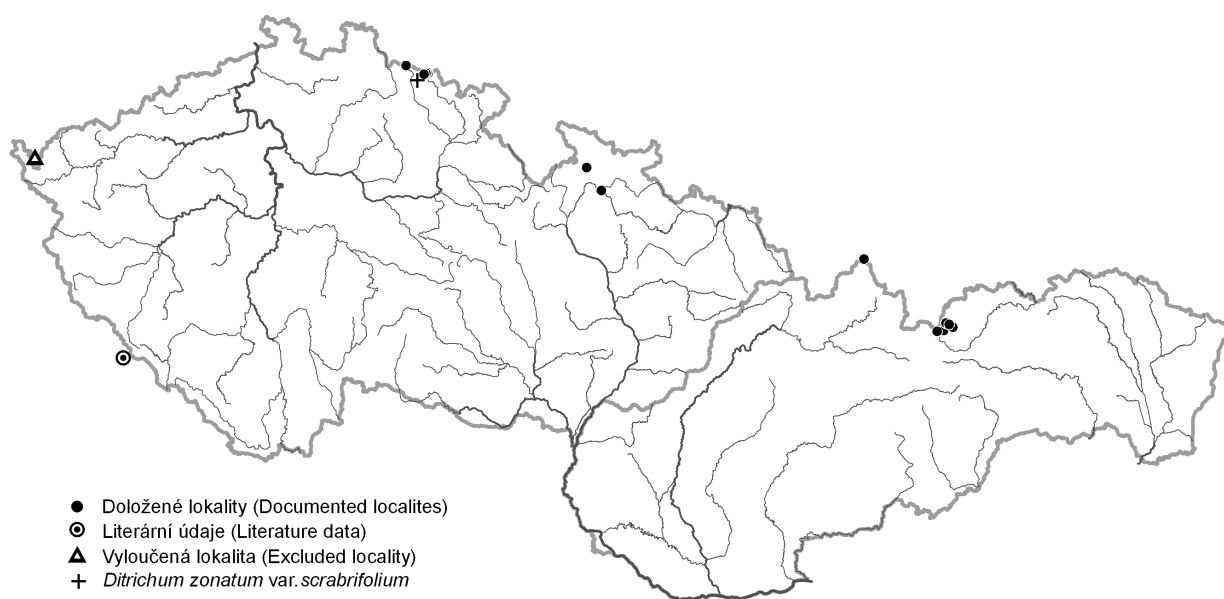 Doložené lokality (Documented localites)
Literární údaje (Literature data)
Vyloučená lokalita (Excluded locality)
Ditrichum zonatum var. scrabrifolium